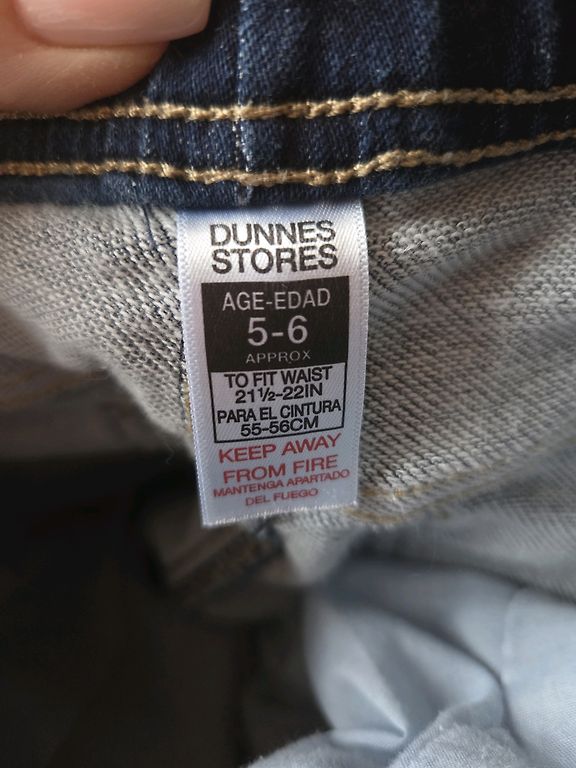 DUNNES
STORES
AGE-EDAD
5-6
APPROX
TO FIT WAIST
21½-22IN
PARA EL CINTURA
55-56CM
KEEP AWAY
FROM FIRE
MANTENGA APARTADO
DEL FUEGO